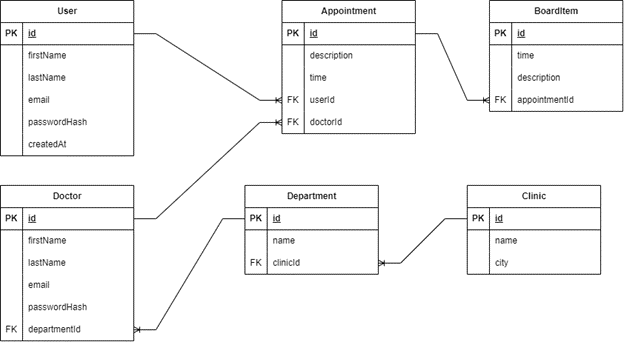 User
PK id
firstName
lastName
email
passwordHash
createdAt
Appointment
PK id
description
time
FK userId
FK doctorId
BoardItem
PK id
time
description
FK appointmentId
Doctor
PK id
firstName
lastName
email
passwordHash
FK departmentId
Department
PK id
name
FK clinicId
Clinic
PK id
name
city